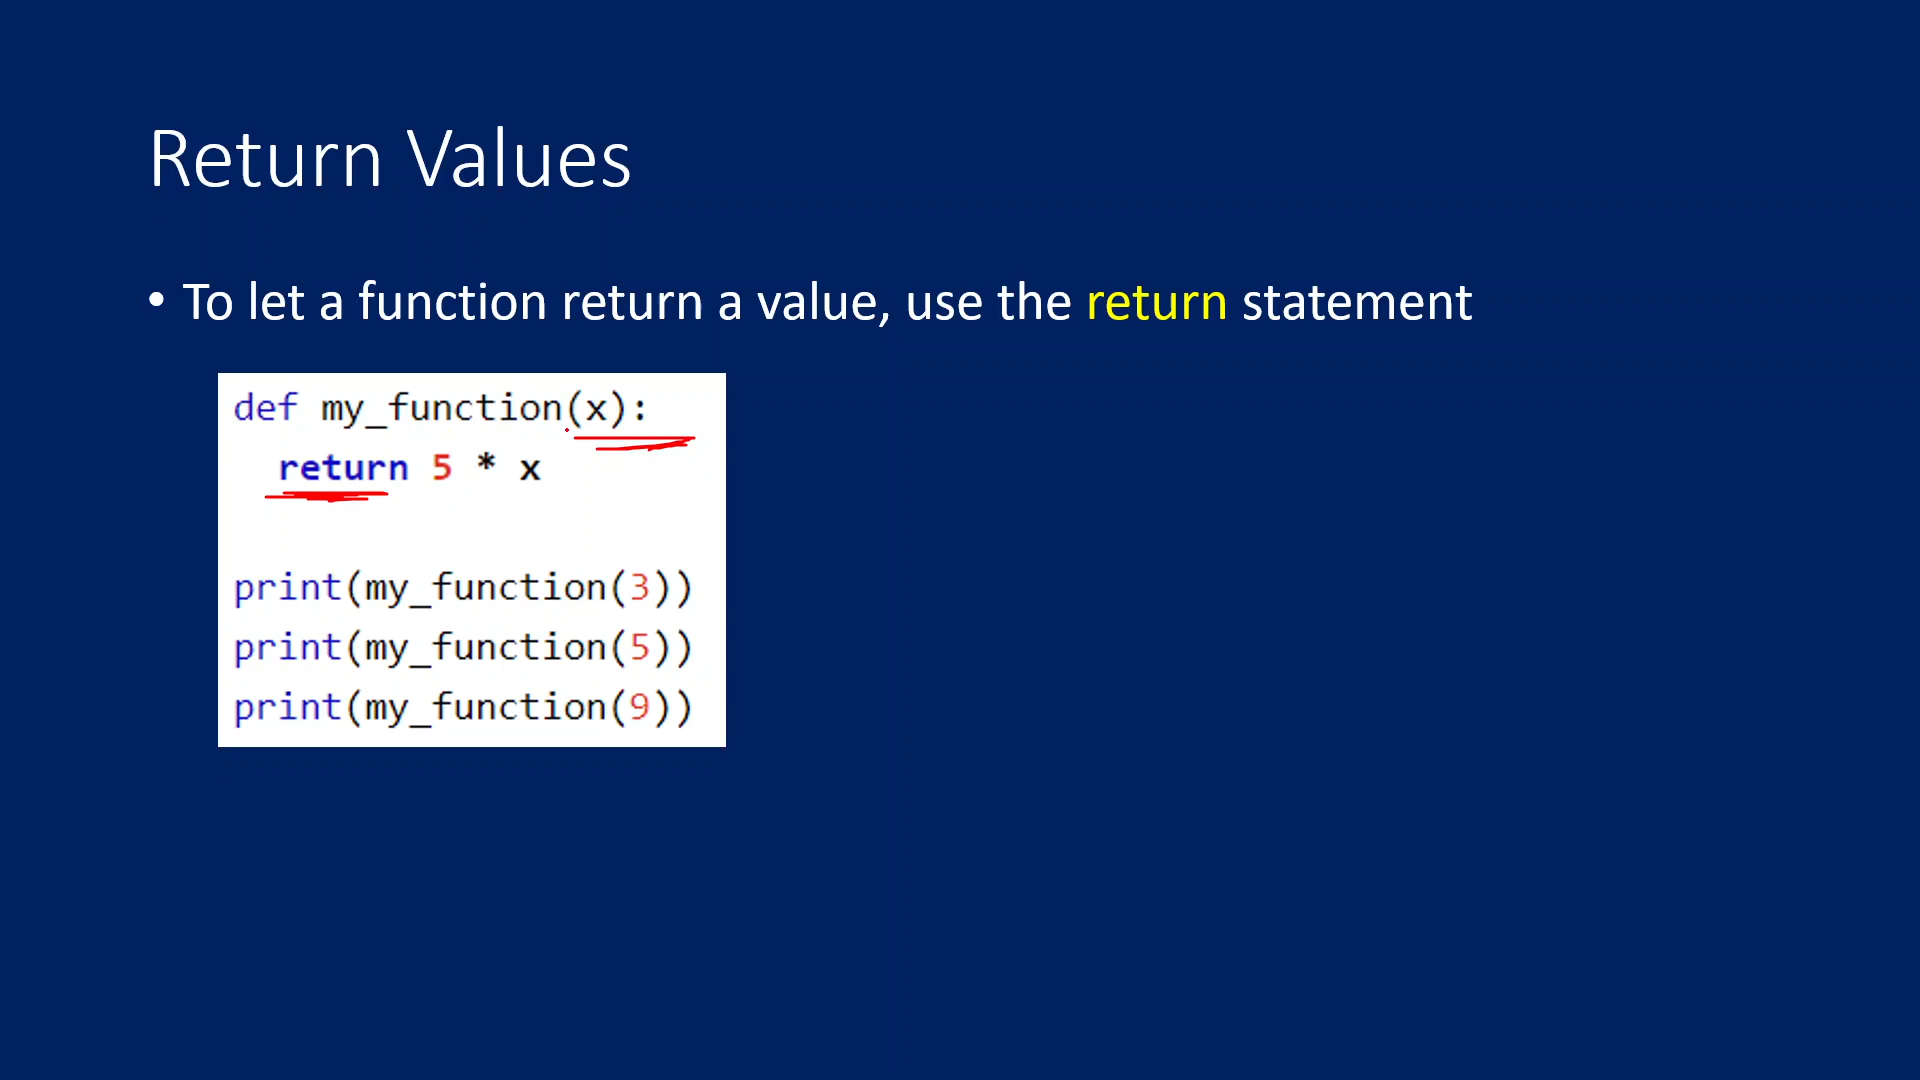 Return Values
• To let a function return a value, use the return statement
def my_function(x):
  return 5 * x
print(my_function(3))
print(my_function(5))
print(my_function(9))